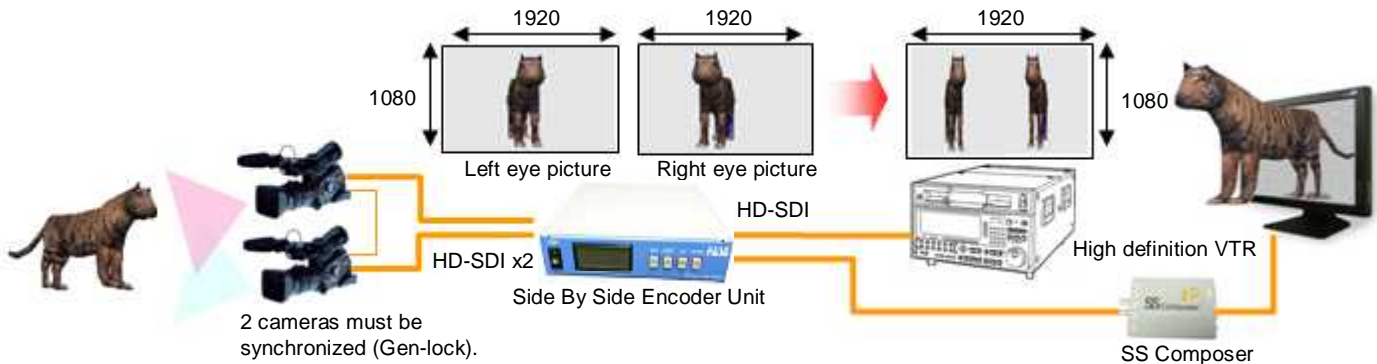 1920
1920
1920
1080
1080
Left eye picture
Right eye picture
HD-SDI
HD-SDI x2
High definition VTR
Side By Side Encoder Unit
2 cameras must be
synchronized (Gen-lock).
SS Composer